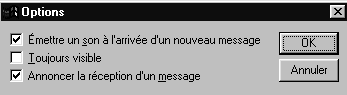 Options
Émettre un son à l'arrivée d'un nouveau message
OK
Toujours visible
Annuler
Annoncer la réception d'un message